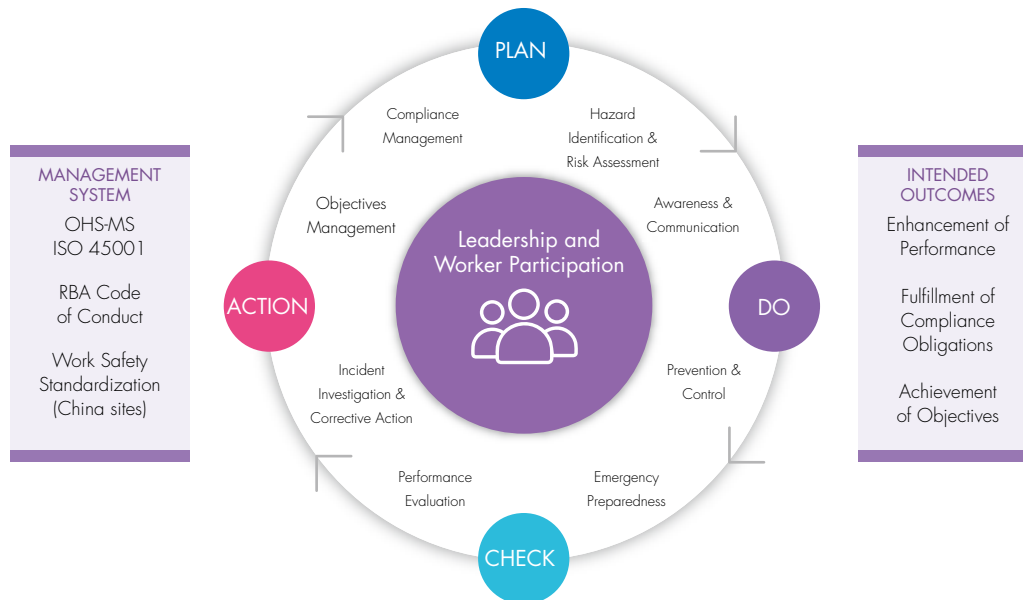 PLAN
Compliance
Management
Hazard
Identification &
Risk Assessment
MANAGEMENT
SYSTEM
OHS-MS
ISO 45001
RBA Code
of Conduct
Work Safety
Standardization
(China sites)
Objectives
Management
Awareness &
Communication
Leadership and
Worker Participation
ACTION
DO
Incident
Investigation &
Corrective Action
Prevention &
Control
Performance
Evaluation
Emergency
Preparedness
CHECK
INTENDED
OUTCOMES
Enhancement of
Performance
Fulfillment of
Compliance
Obligations
Achievement
of Objectives